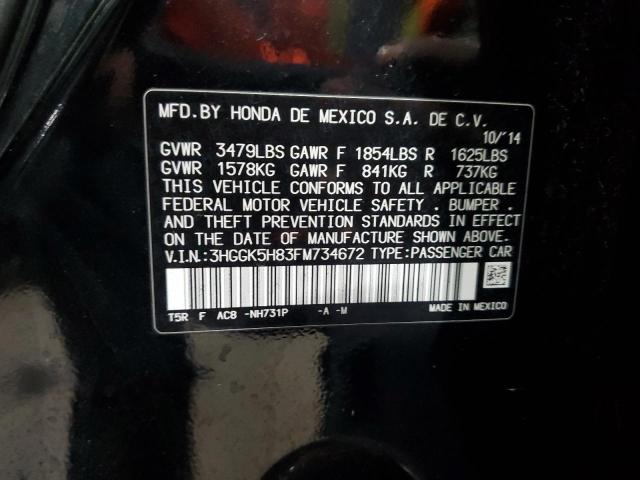 MFD.BY HONDA DE MEXICO S.A. DE C.V.
10/'14
GVWR 3479LBS GAWR F 1854LBS R 1625LBS
GVWR 1578KG GAWR F 841KG R 737KG
THIS VEHICLE CONFORMS TO ALL APPLICABLE
FEDERAL MOTOR VEHICLE SAFETY . BUMPER .
AND THEFT PREVENTION STANDARDS IN EFFECT
ON THE DATE OF MANUFACTURE SHOWN ABOVE.
V.I.N.:3HGGK5H83FM734672 TYPE:PASSENGER CAR
T5R F AC8 -NH731P -A -M MADE IN MEXICO